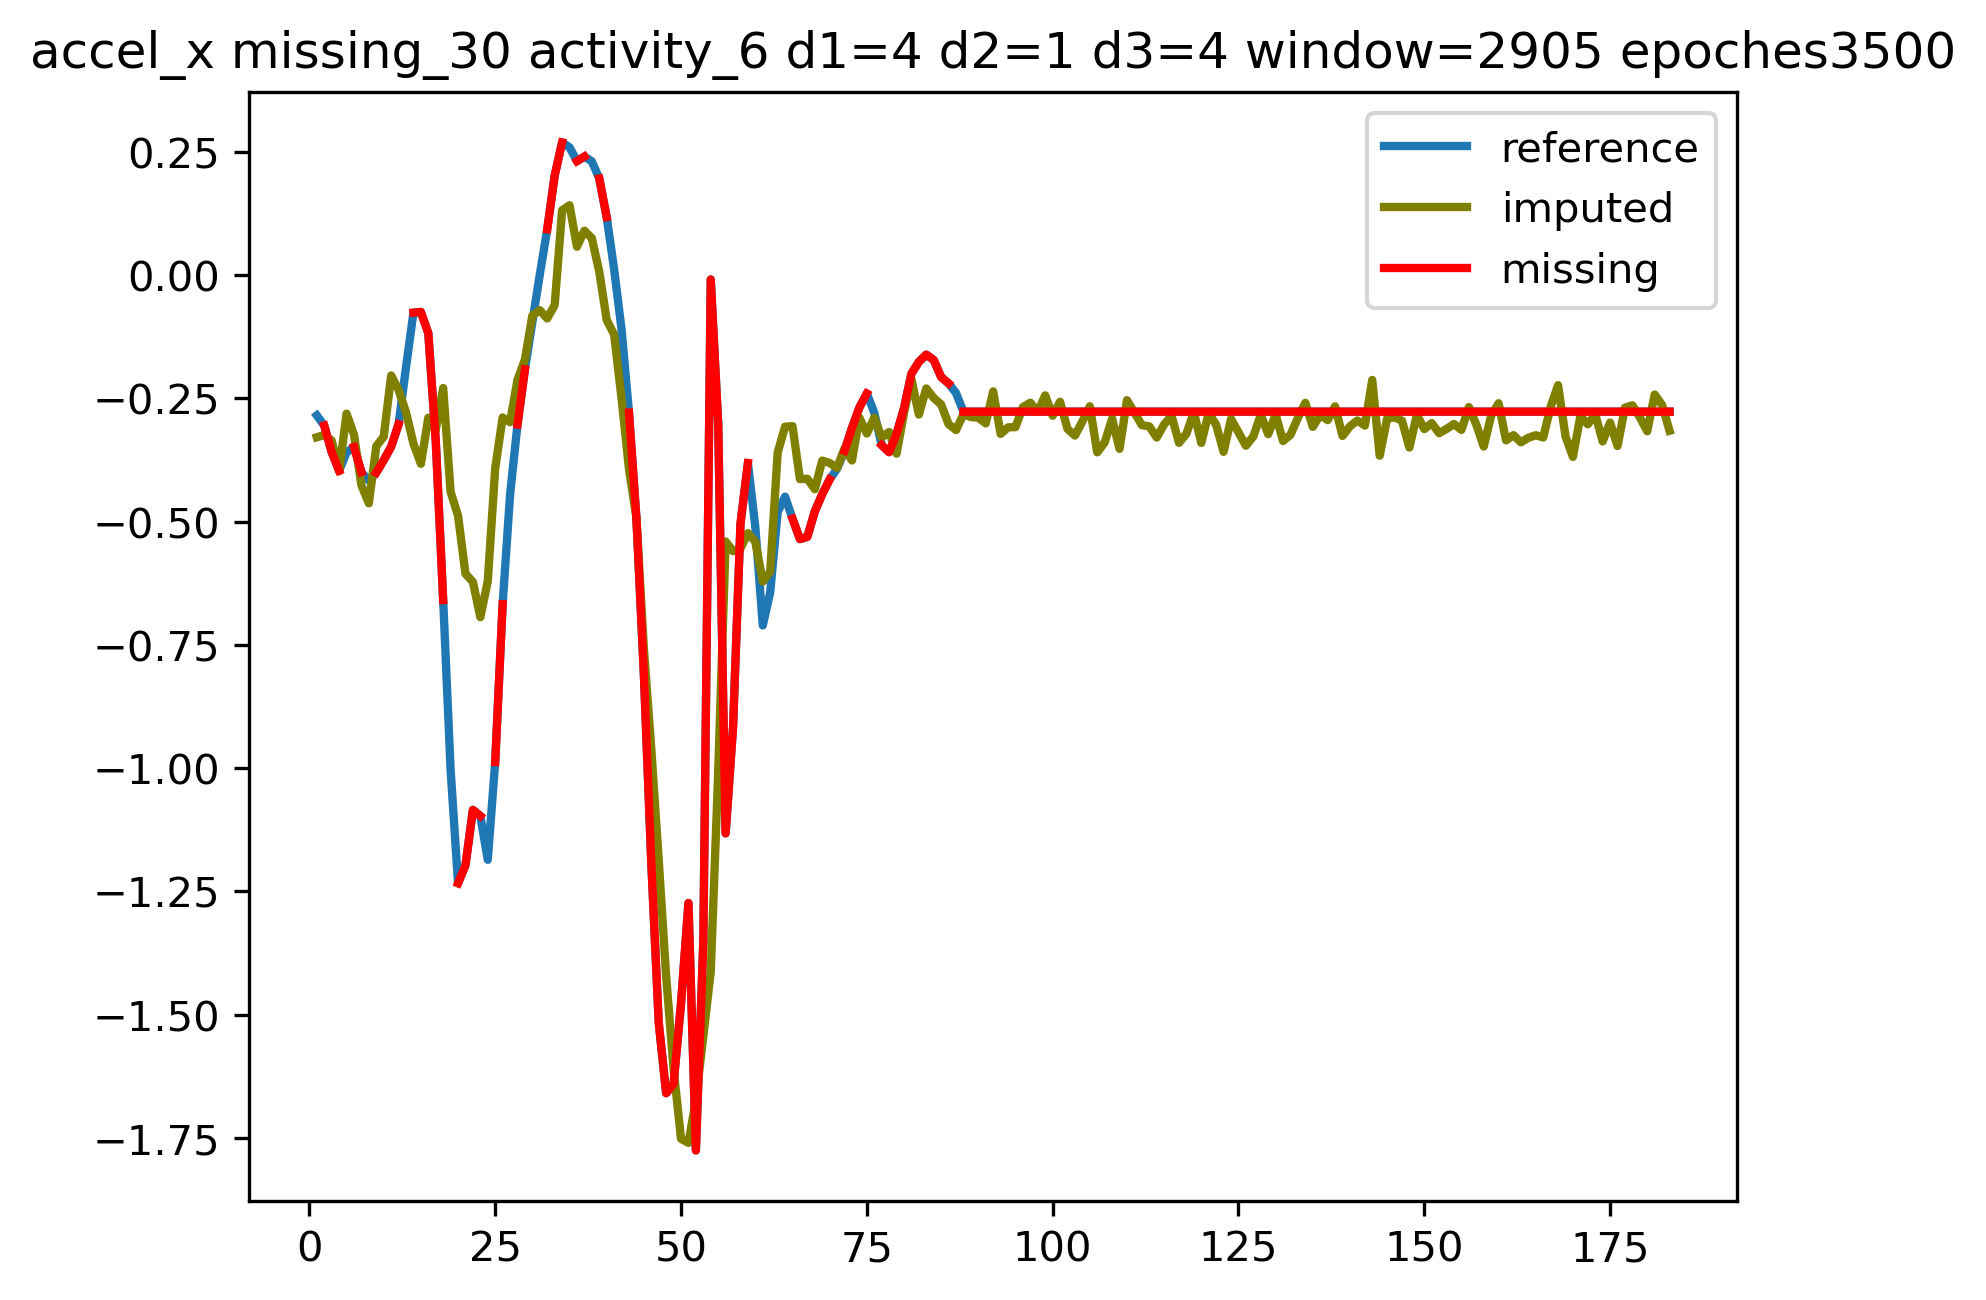 accel_x missing_30 activity_6 d1=4 d2=1 d3=4 window=2905 epoches3500
reference
imputed
missing
0.25
0.00
−0.25
−0.50
−0.75
−1.00
−1.25
−1.50
−1.75
0 25 50 75 100 125 150 175